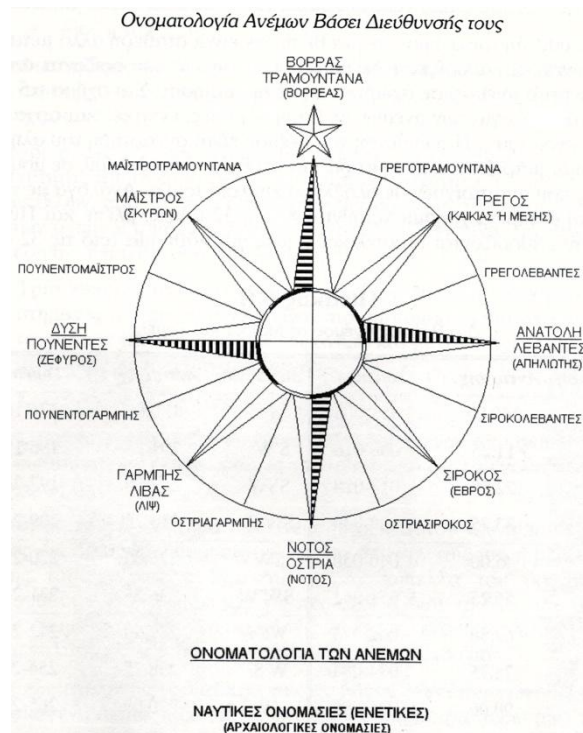 Ονοματολογία Ανέμων Βάσει Διεύθυνσής τους
ΒΟΡΡΑΣ
ΤΡΑΜΟΥΝΤΑΝΑ
(ΒΟΡΕΑΣ)
ΜΑΪΣΤΡΟΤΡΑΜΟΥΝΤΑΝΑ
ΓΡΕΓΟΤΡΑΜΟΥΝΤΑΝΑ
ΜΑΪΣΤΡΟΣ
(ΣΚΥΡΩΝ)
ΓΡΕΓΟΣ
(ΚΑΙΚΙΑΣ Ή ΜΕΣΗΣ)
ΠΟΥΝΕΝΤΟΜΑΪΣΤΡΟΣ
ΓΡΕΓΟΛΕΒΑΝΤΕΣ
ΔΥΣΗ
ΠΟΥΝΕΝΤΕΣ
(ΖΕΦΥΡΟΣ)
ΑΝΑΤΟΛΗ
ΛΕΒΑΝΤΕΣ
(ΑΠΗΛΙΩΤΗΣ)
ΠΟΥΝΕΝΤΟΓΑΡΜΠΗΣ
ΣΙΡΟΚΟΛΕΒΑΝΤΕΣ
ΓΑΡΜΠΗΣ
ΛΙΒΑΣ
(ΛΙΨ)
ΣΙΡΟΚΟΣ
(ΕΒΡΟΣ)
ΟΣΤΡΙΑΓΑΡΜΠΗΣ
ΟΣΤΡΙΑΣΙΡΟΚΟΣ
ΝΟΤΟΣ
ΟΣΤΡΙΑ
(ΝΟΤΟΣ)
ΟΝΟΜΑΤΟΛΟΓΙΑ ΤΩΝ ΑΝΕΜΩΝ
ΝΑΥΤΙΚΕΣ ΟΝΟΜΑΣΙΕΣ (ΕΝΕΤΙΚΕΣ)
(ΑΡΧΑΙΟΛΟΓΙΚΕΣ ΟΝΟΜΑΣΙΕΣ)